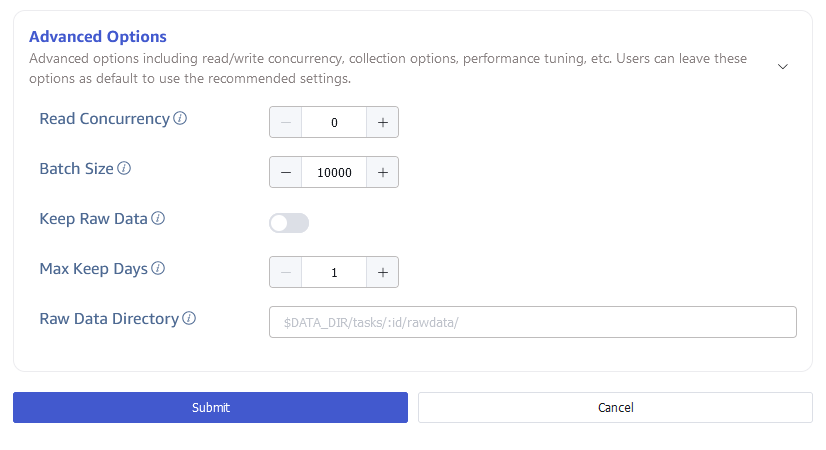 Advanced Options
Advanced options including read/write concurrency, collection options, performance tuning, etc. Users can leave these
options as default to use the recommended settings.
Read Concurrency
0
Batch Size
10000
Keep Raw Data
Max Keep Days
1
Raw Data Directory
$DATA_DIR/tasks/:id/rawdata/
Submit
Cancel